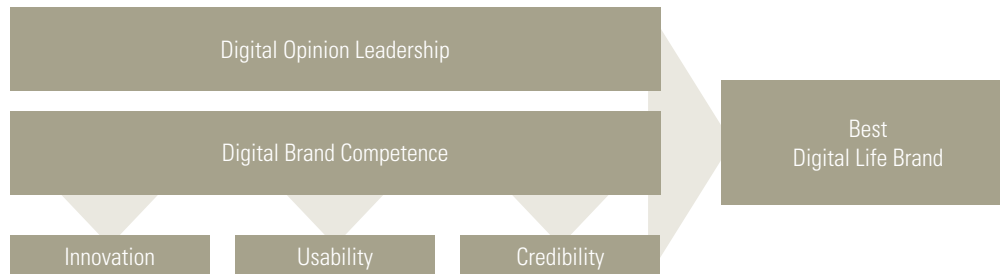 Digital Opinion Leadership
Digital Brand Competence
Best
Digital Life Brand
Innovation
Usability
Credibility